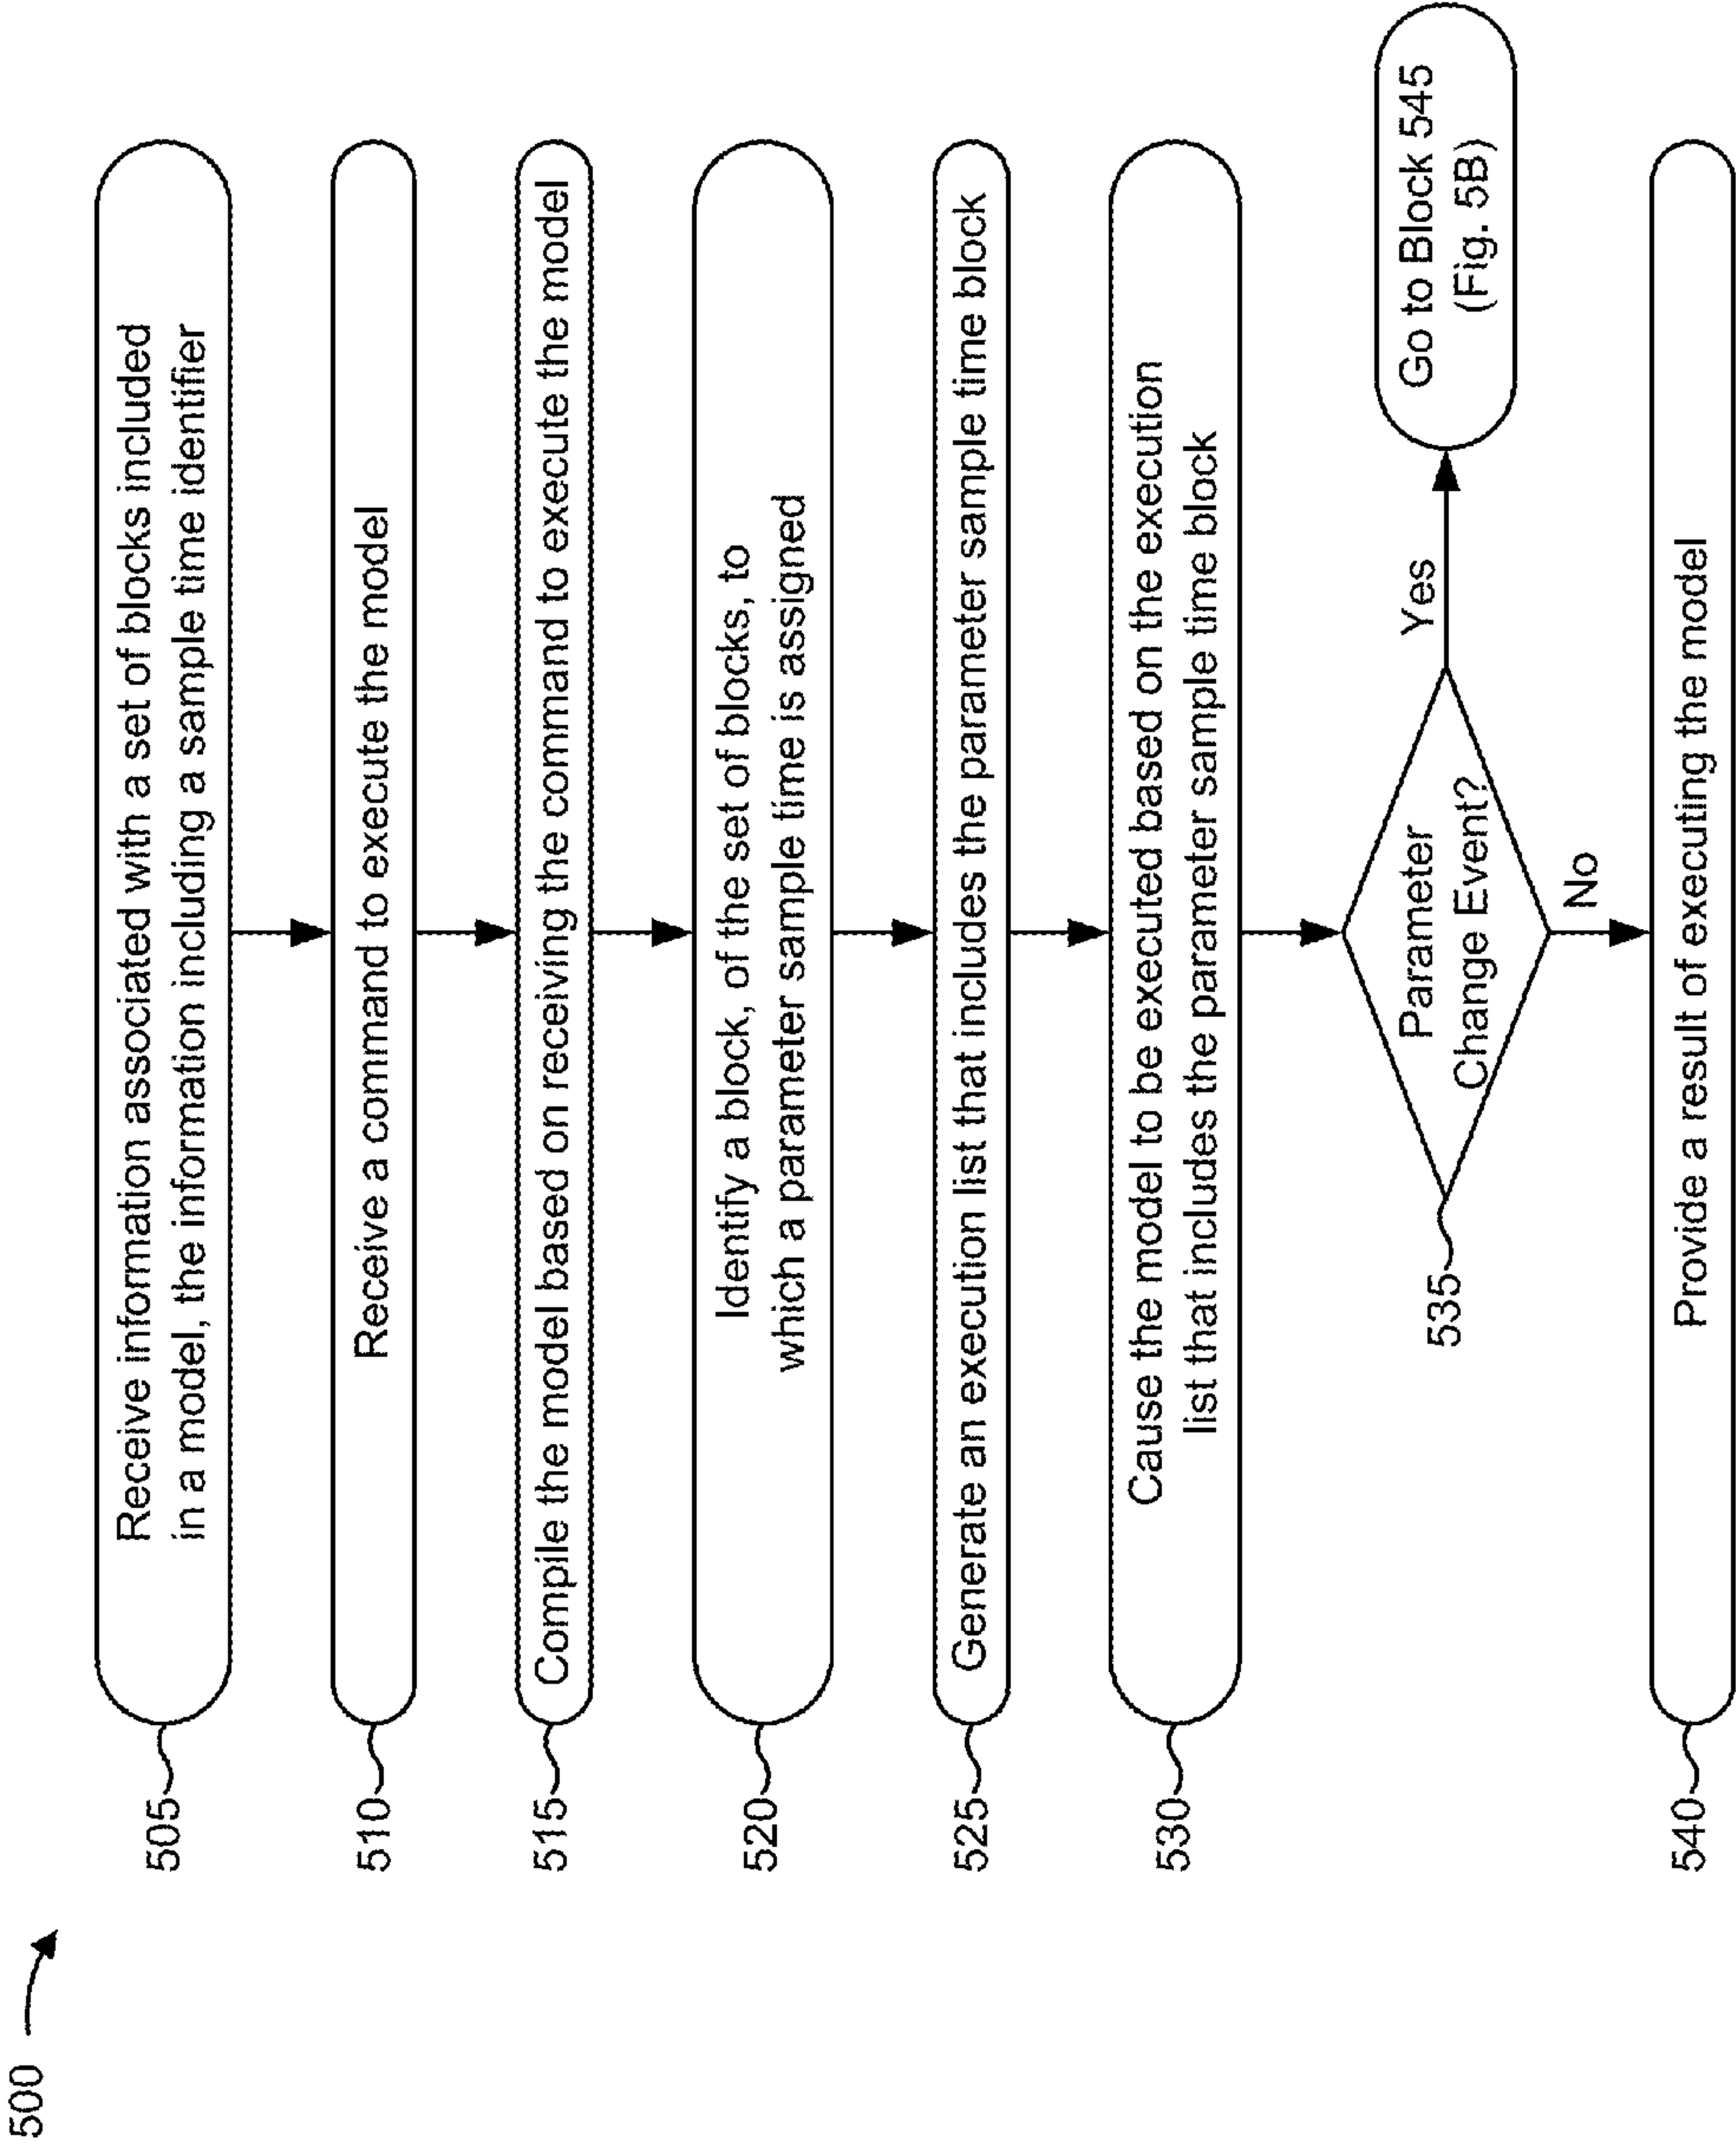 500
505
Receive information associated with a set of blocks included
in a model, the information including a sample time identifier
510
Receive a command to execute the model
515
Compile the model based on receiving the command to execute the model
520
Identify a block, of the set of blocks, to
which a parameter sample time is assigned
525
Generate an execution list that includes the parameter sample time block
530
Cause the model to be executed based on the execution
list that includes the parameter sample time block
535
Parameter
Change Event?
Yes
Go to Block 545
(Fig. 5B)
No
540
Provide a result of executing the model